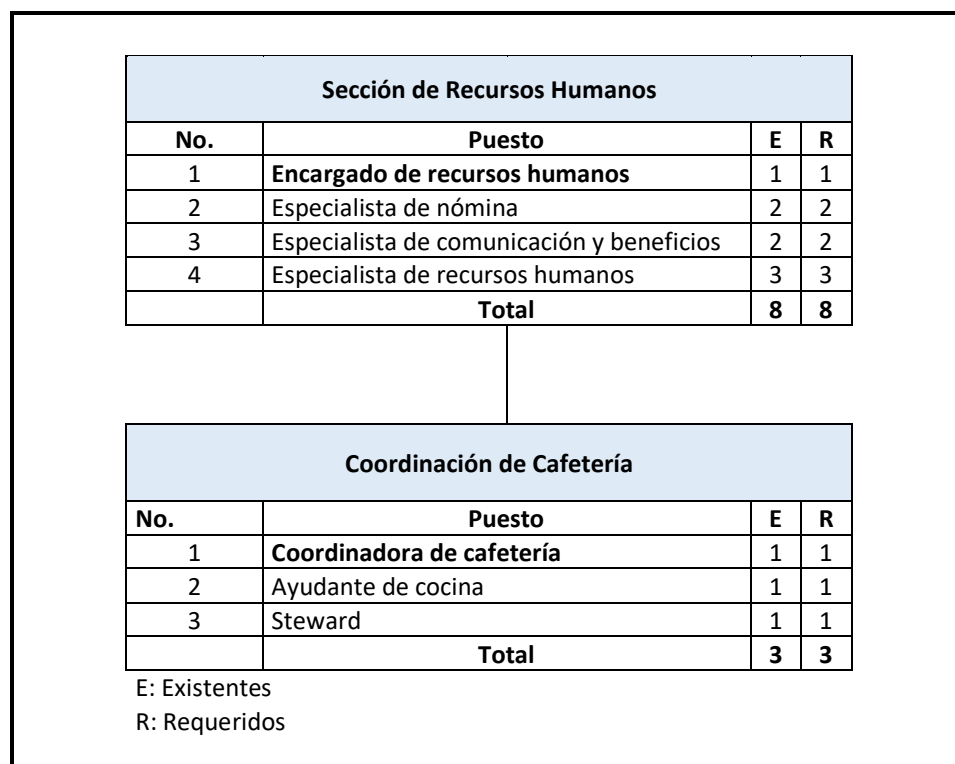 Sección de Recursos Humanos
No. Puesto E R
1 Encargado de recursos humanos 1 1
2 Especialista de nómina 2 2
3 Especialista de comunicación y beneficios 2 2
4 Especialista de recursos humanos 3 3
Total 8 8
Coordinación de Cafetería
No. Puesto E R
1 Coordinadora de cafetería 1 1
2 Ayudante de cocina 1 1
3 Steward 1 1
Total 3 3
E: Existentes
R: Requeridos